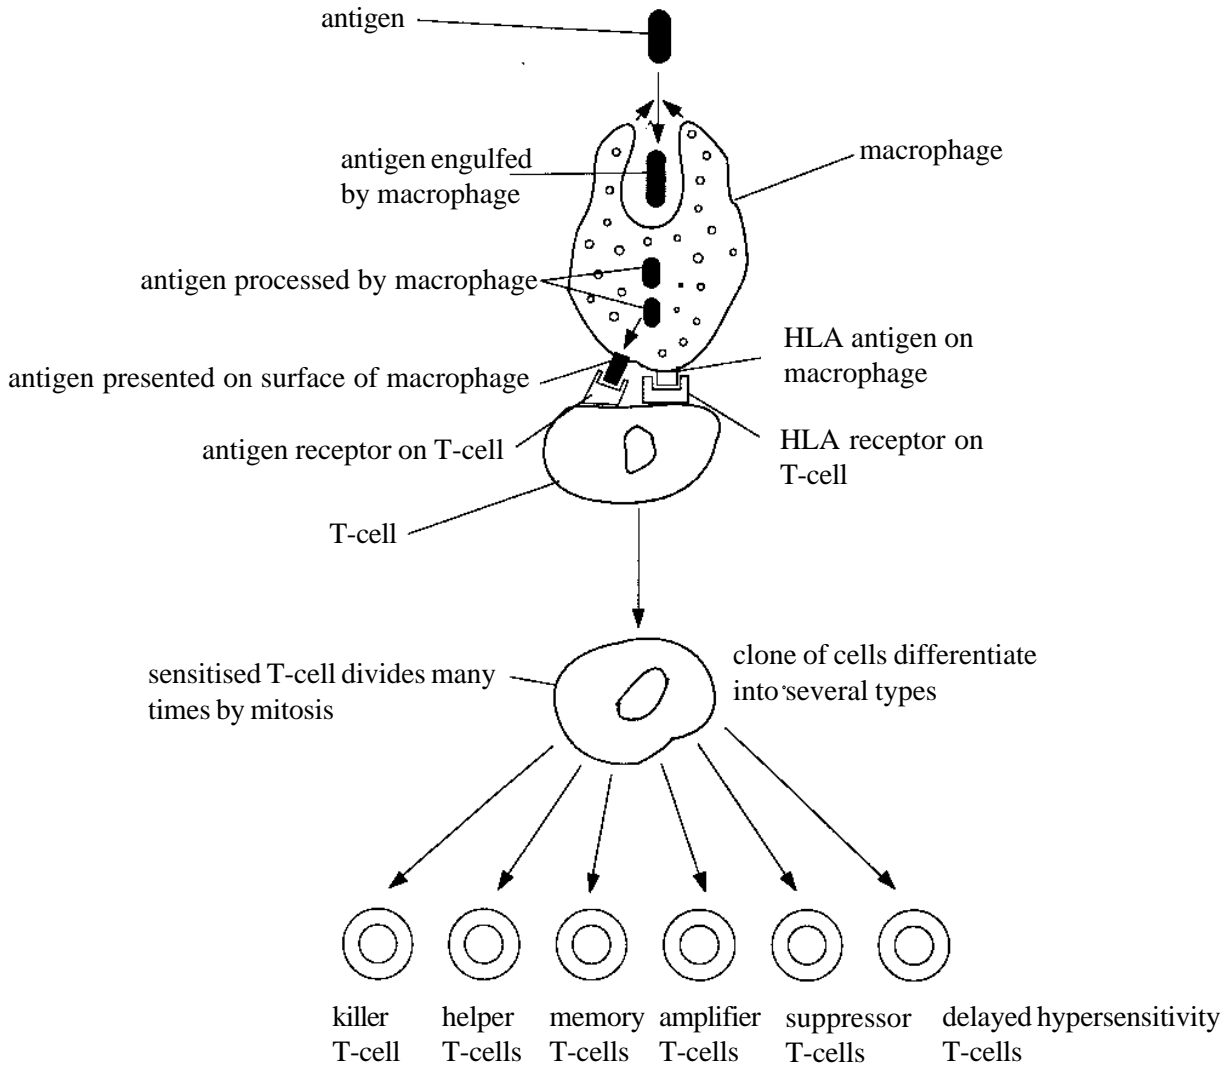 antigen
antigen engulfed
by macrophage
macrophage
antigen processed by macrophage
HLA antigen on
macrophage
antigen presented on surface of macrophage
antigen receptor on T-cell
HLA receptor on
T-cell
T-cell
sensitised T-cell divides many
times by mitosis
clone of cells differentiate
into several types
killer
T-cell
helper
T-cells
memory
T-cells
amplifier
T-cells
suppressor
T-cells
delayed hypersensitivity
T-cells